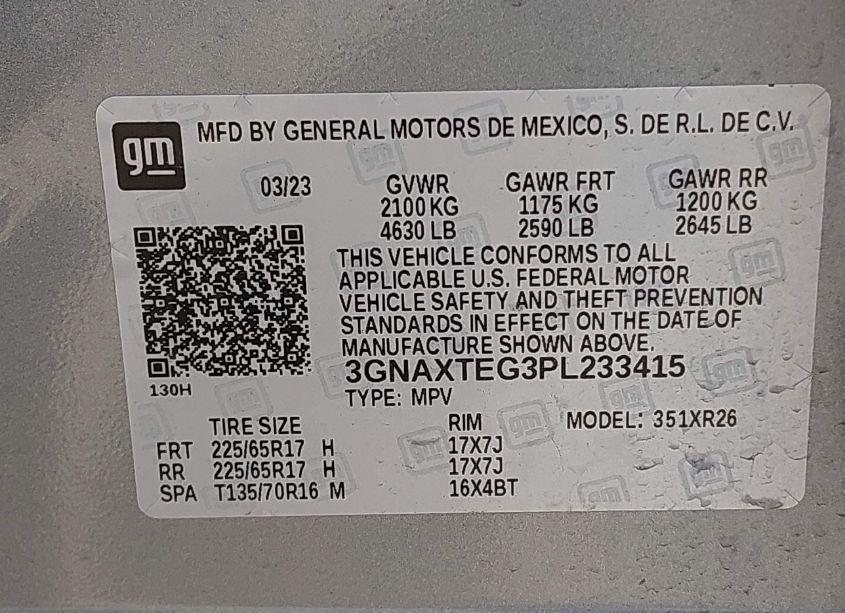 gm
MFD BY GENERAL MOTORS DE MEXICO, S. DE R.L. DE C.V.
03/23 GVWR GAWR FRT GAWR RR
2100 KG 1175 KG 1200 KG
4630 LB 2590 LB 2645 LB
THIS VEHICLE CONFORMS TO ALL
APPLICABLE U.S. FEDERAL MOTOR
VEHICLE SAFETY AND THEFT PREVENTION
STANDARDS IN EFFECT ON THE DATE OF
MANUFACTURE SHOWN ABOVE.
3GNAXTEG3PL233415
130H
TYPE: MPV
TIRE SIZE RIM MODEL: 351XR26
FRT 225/65R17 H 17X7J
RR 225/65R17 H 17X7J
SPA T135/70R16 M 16X4BT